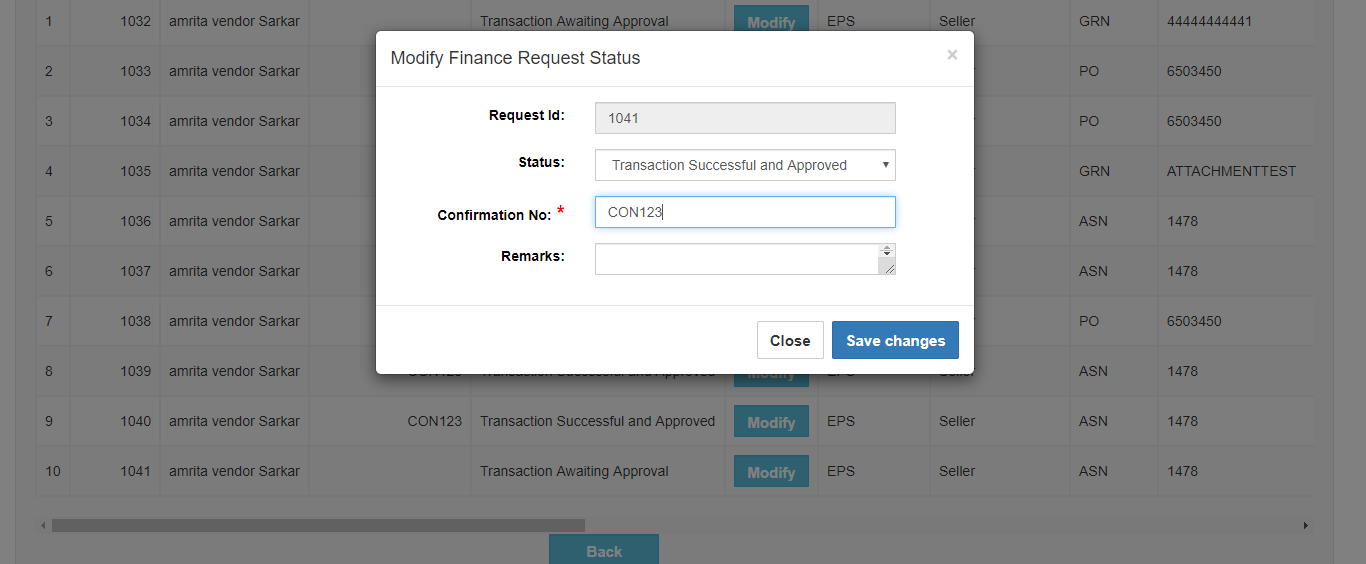 1 1032 amrita vendor Sarkar Transaction Awaiting Approval Modify EPS Seller GRN 44444444441
Modify Finance Request Status ×
2 1033 amrita vendor Sarkar PO 6503450
Request Id: 1041
3 1034 amrita vendor Sarkar PO 6503450
Status: Transaction Successful and Approved
4 1035 amrita vendor Sarkar GRN ATTACHMENTTEST
Confirmation No: * CON123
5 1036 amrita vendor Sarkar ASN 1478
Remarks:
6 1037 amrita vendor Sarkar ASN 1478
7 1038 amrita vendor Sarkar PO 6503450
Close Save changes
8 1039 amrita vendor Sarkar CON123 Transaction Successful and Approved Modify EPS Seller ASN 1478
9 1040 amrita vendor Sarkar CON123 Transaction Successful and Approved Modify EPS Seller ASN 1478
10 1041 amrita vendor Sarkar Transaction Awaiting Approval Modify EPS Seller ASN 1478
Back